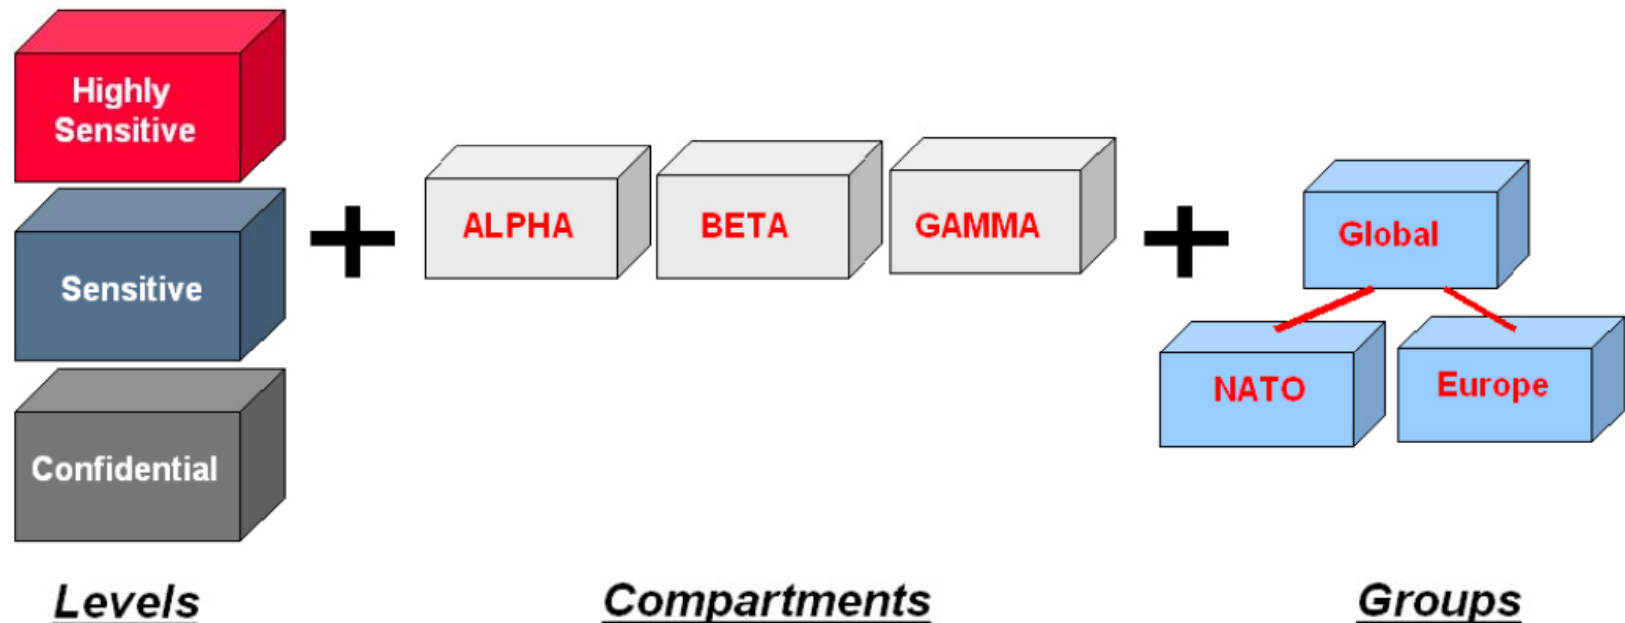 Highly
Sensitive
Sensitive
Confidential
Levels
ALPHA
BETA
GAMMA
Compartments
Global
NATO
Europe
Groups